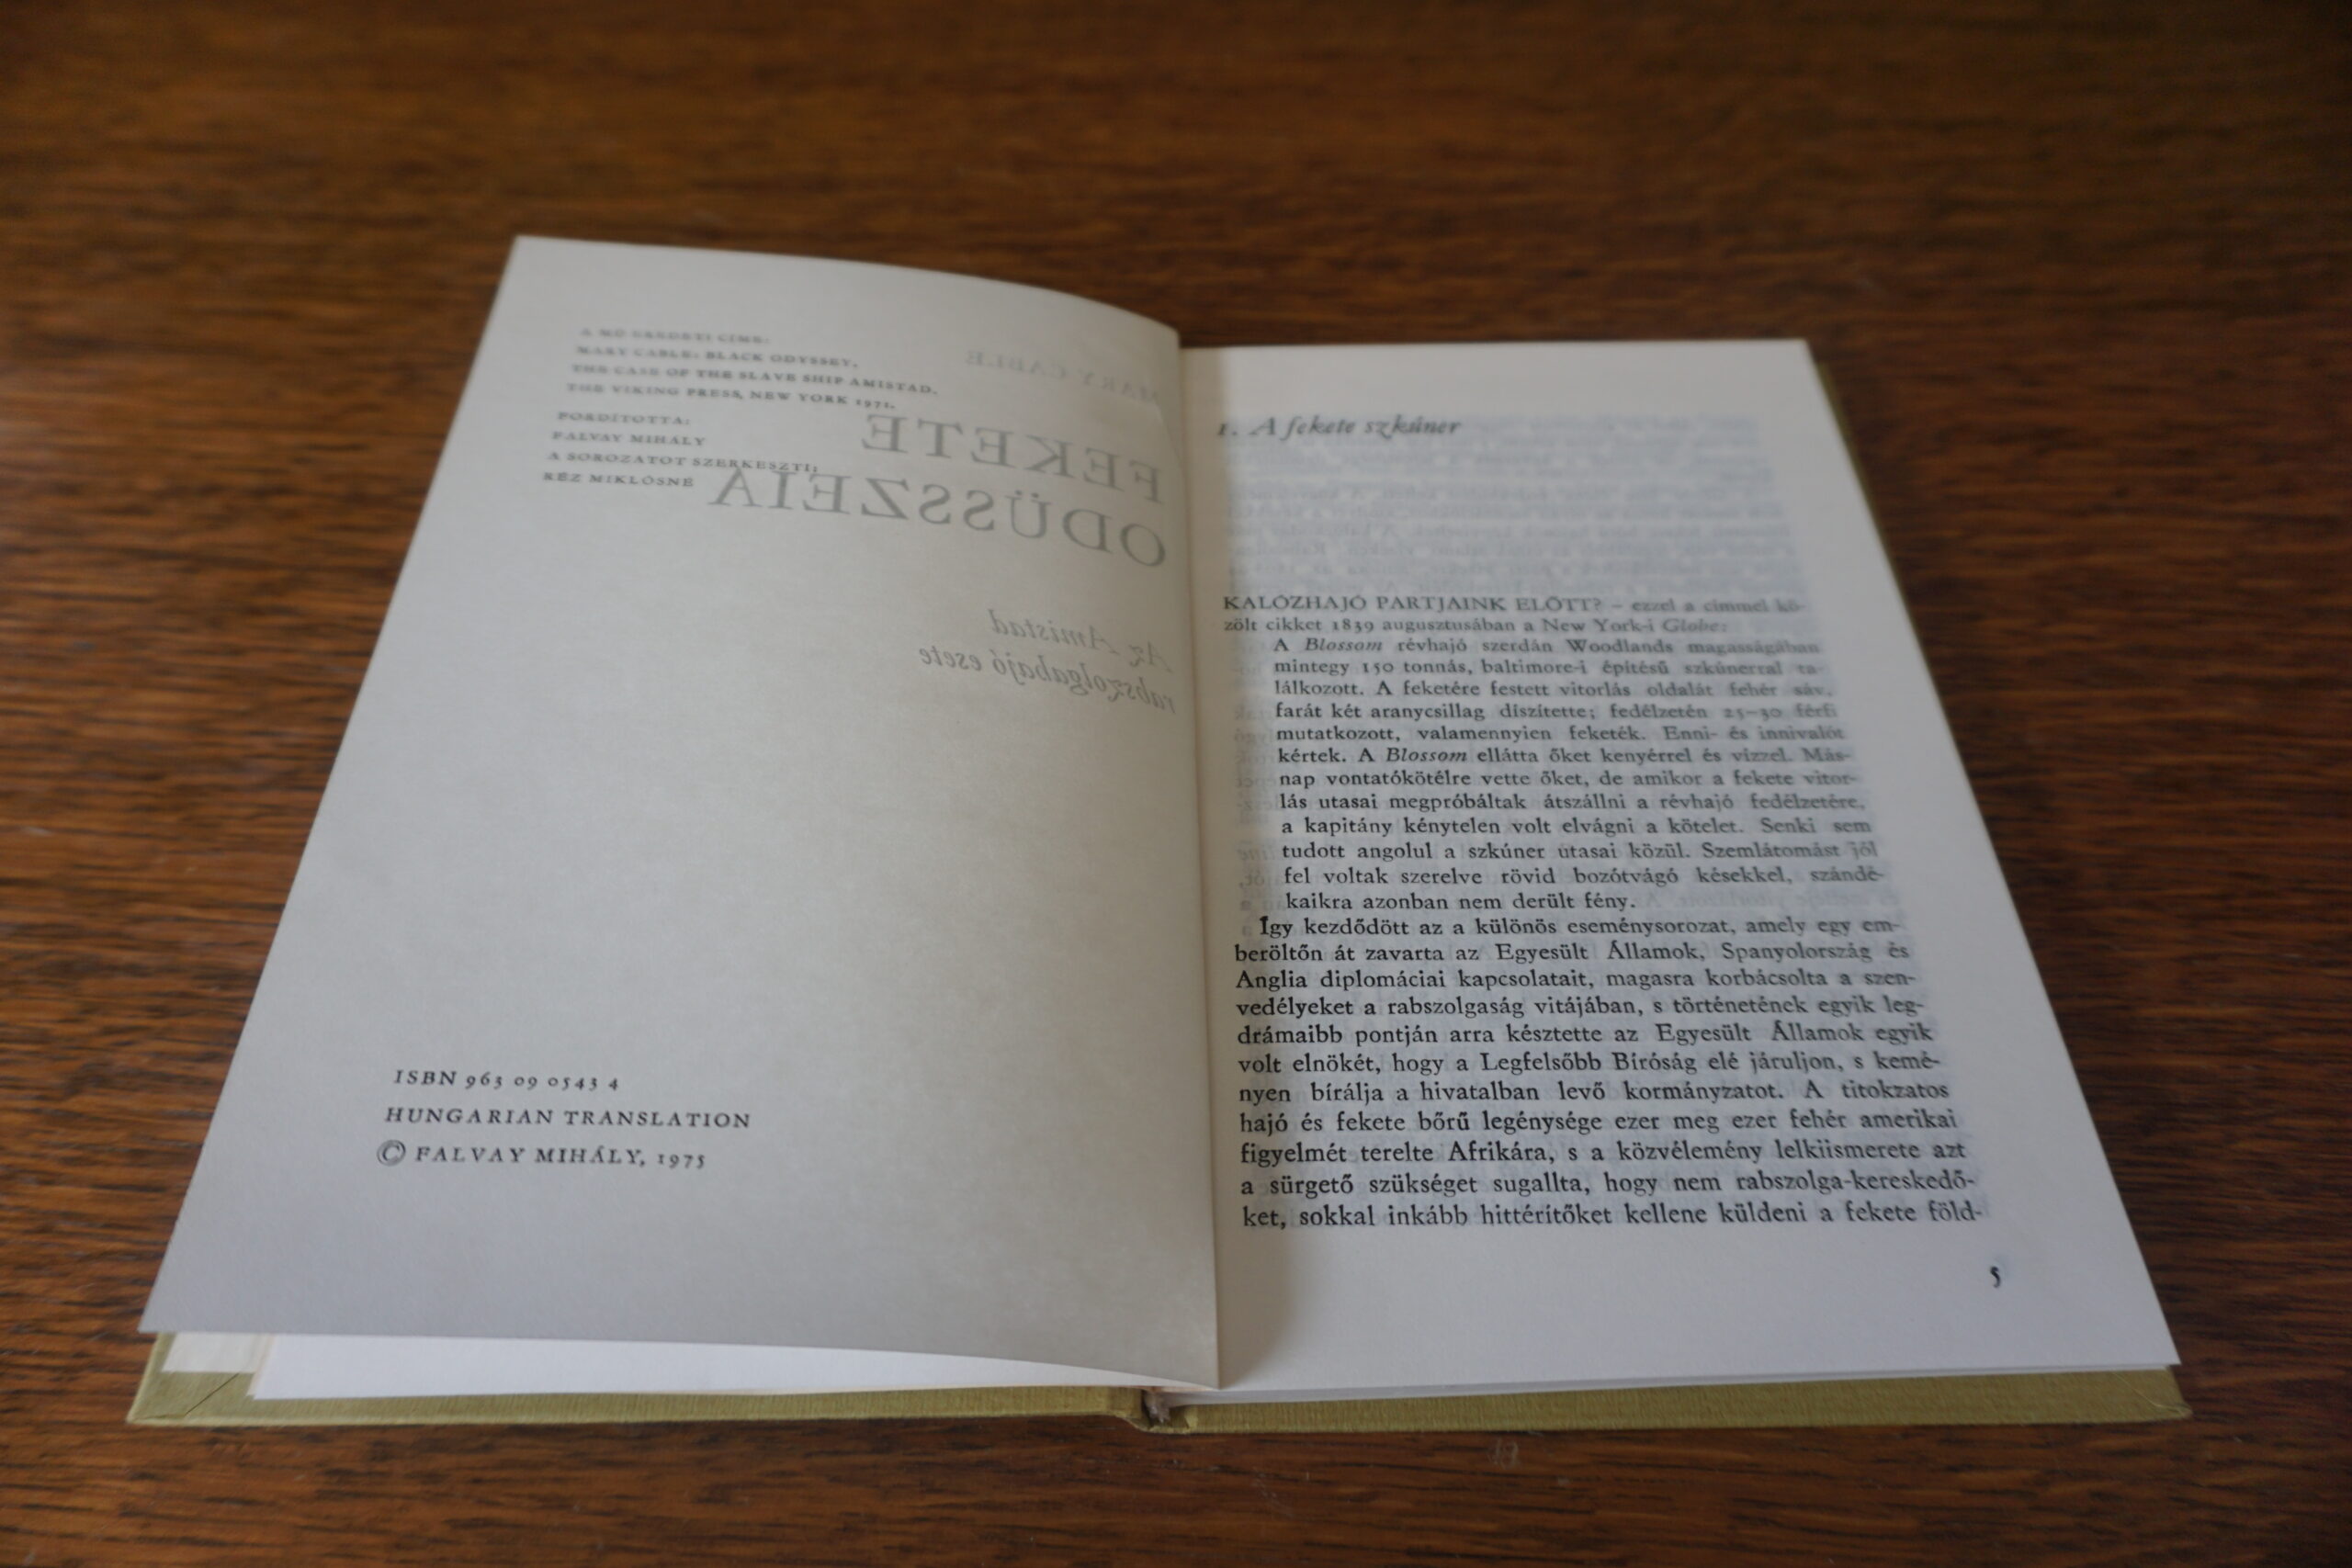 A MŰ EREDETI CÍME:
MARY CABLE: BLACK ODYSSEY.
THE CASE OF THE SLAVE SHIP AMISTAD.
THE VIKING PRESS, NEW YORK 1971.
FORDÍTOTTA:
FALVAY MIHÁLY
A SOROZATOT SZERKESZTI:
RÉZ MIKLÓSNÉ
MARY CABLE
FEKETE
ODÜSSZEIA
Az Amistad
rabszolgahajó esete
ISBN 963 09 0543 4
HUNGARIAN TRANSLATION
© FALVAY MIHÁLY, 1975
1. A fekete szkúner
KALÓZHAJÓ PARTJAINK ELŐTT? – ezzel a címmel kö-
zölt cikket 1839 augusztusában a New York-i Globe:
A Blossom révhajó szerdán Woodlands magasságában
mintegy 150 tonnás, baltimore-i építésű szkúnerral ta-
lálkozott. A feketére festett vitorlás oldalát fehér sáv,
farát két aranycsillag díszítette; fedélzetén 25–30 férfi
mutatkozott, valamennyien feketék. Enni- és innivalót
kértek. A Blossom ellátta őket kenyérrel és vízzel. Más-
nap vontatókötélre vette őket, de amikor a fekete vitor-
lás utasai megpróbáltak átszállni a révhajó fedélzetére,
a kapitány kénytelen volt elvágni a kötelet. Senki sem
tudott angolul a szkúner utasai közül. Szemlátomást jól
fel voltak szerelve rövid bozótvágó késekkel, szándé-
kaikra azonban nem derült fény.
Így kezdődött az a különös eseménysorozat, amely egy em-
beröltőn át zavarta az Egyesült Államok, Spanyolország és
Anglia diplomáciai kapcsolatait, magasra korbácsolta a szen-
vedélyeket a rabszolgaság vitájában, s történetének egyik leg-
drámaibb pontján arra késztette az Egyesült Államok egyik
volt elnökét, hogy a Legfelsőbb Bíróság elé járuljon, s kemé-
nyen bírálja a hivatalban levő kormányzatot. A titokzatos
hajó és fekete bőrű legénysége ezer meg ezer fehér amerikai
figyelmét terelte Afrikára, s a közvélemény lelkiismerete azt
a sürgető szükséget sugallta, hogy nem rabszolga-kereskedő-
ket, sokkal inkább hittérítőket kellene küldeni a fekete föld-
5